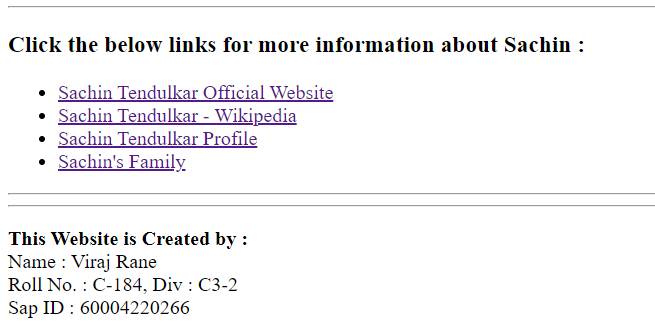 Click the below links for more information about Sachin :
Sachin Tendulkar Official Website
Sachin Tendulkar - Wikipedia
Sachin Tendulkar Profile
Sachin's Family
This Website is Created by :
Name : Viraj Rane
Roll No. : C-184, Div : C3-2
Sap ID : 60004220266